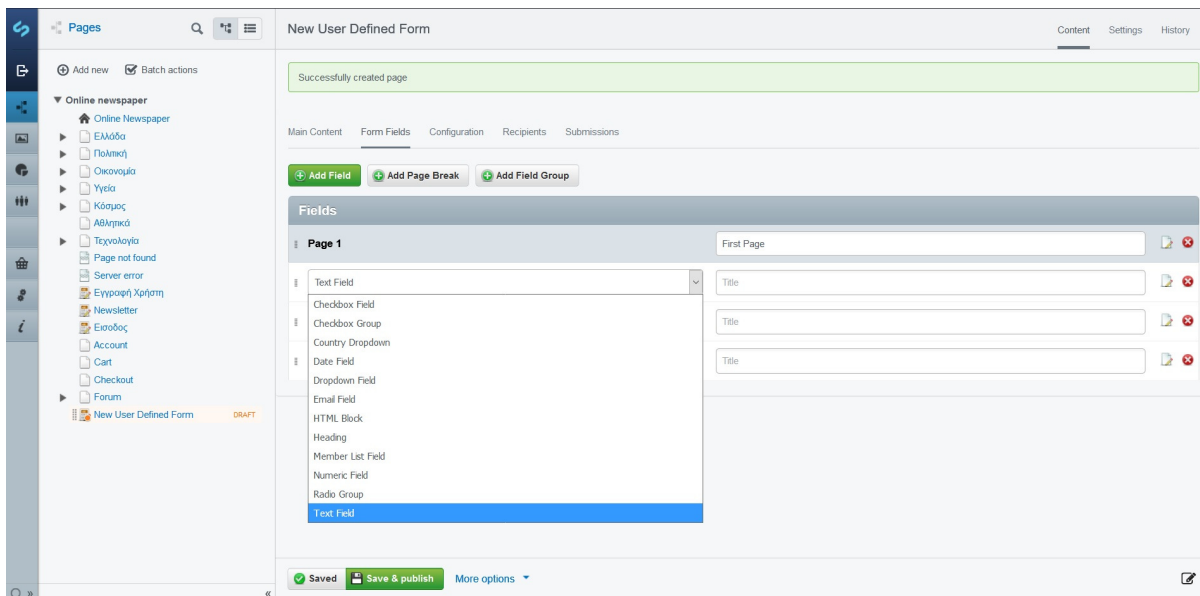 Pages
Add new Batch actions
Online newspaper
Online Newspaper
Ελλάδα
Πολιτική
Οικονομία
Υγεία
Κόσμος
Αθλητικά
Τεχνολογία
Page not found
Server error
Εγγραφή Χρήστη
Newsletter
Εισοδος
Account
Cart
Checkout
Forum
New User Defined Form DRAFT
«
»
New User Defined Form
Content Settings History
Successfully created page
Main Content Form Fields Configuration Recipients Submissions
Add Field Add Page Break Add Field Group
Fields
Page 1 First Page
Text Field Title
Checkbox Field
Checkbox Group Title
Country Dropdown
Date Field Title
Dropdown Field
Email Field
HTML Block
Heading
Member List Field
Numeric Field
Radio Group
Text Field
Saved Save & publish More options